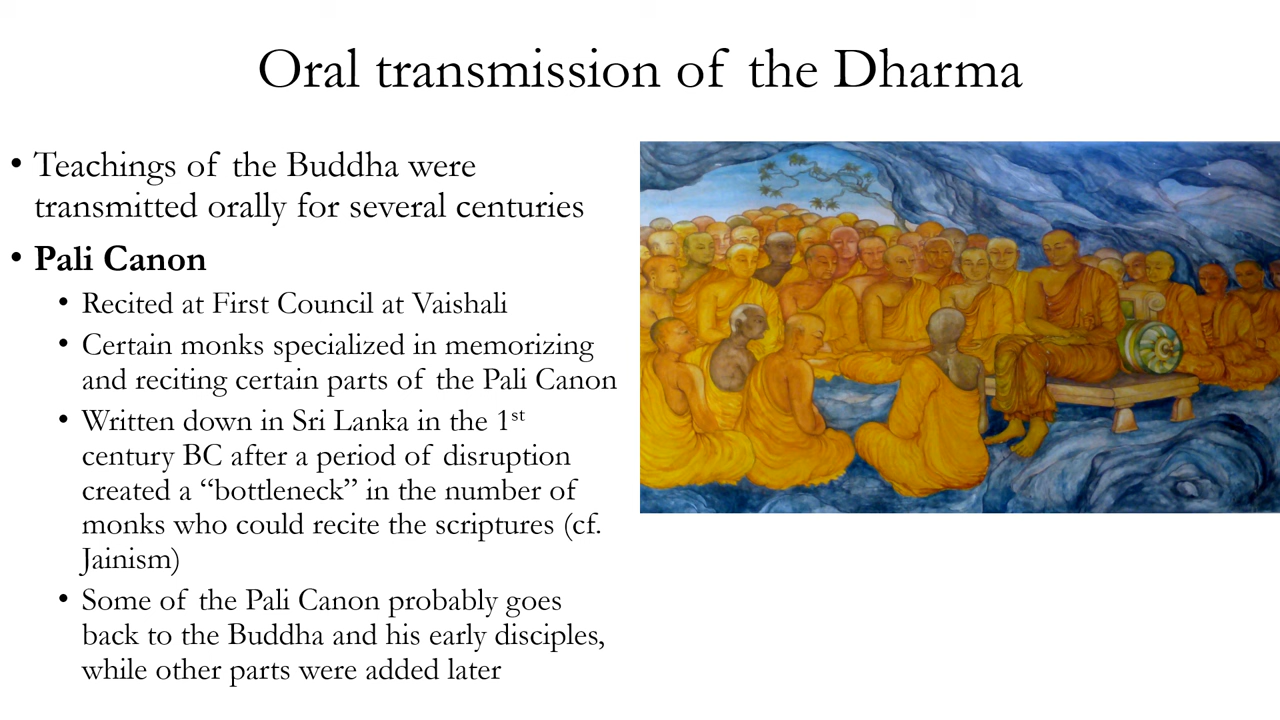 Oral transmission of the Dharma
• Teachings of the Buddha were
transmitted orally for several centuries
• Pali Canon
• Recited at First Council at Vaishali
• Certain monks specialized in memorizing
and reciting certain parts of the Pali Canon
• Written down in Sri Lanka in the 1st
century BC after a period of disruption
created a “bottleneck” in the number of
monks who could recite the scriptures (cf.
Jainism)
• Some of the Pali Canon probably goes
back to the Buddha and his early disciples,
while other parts were added later